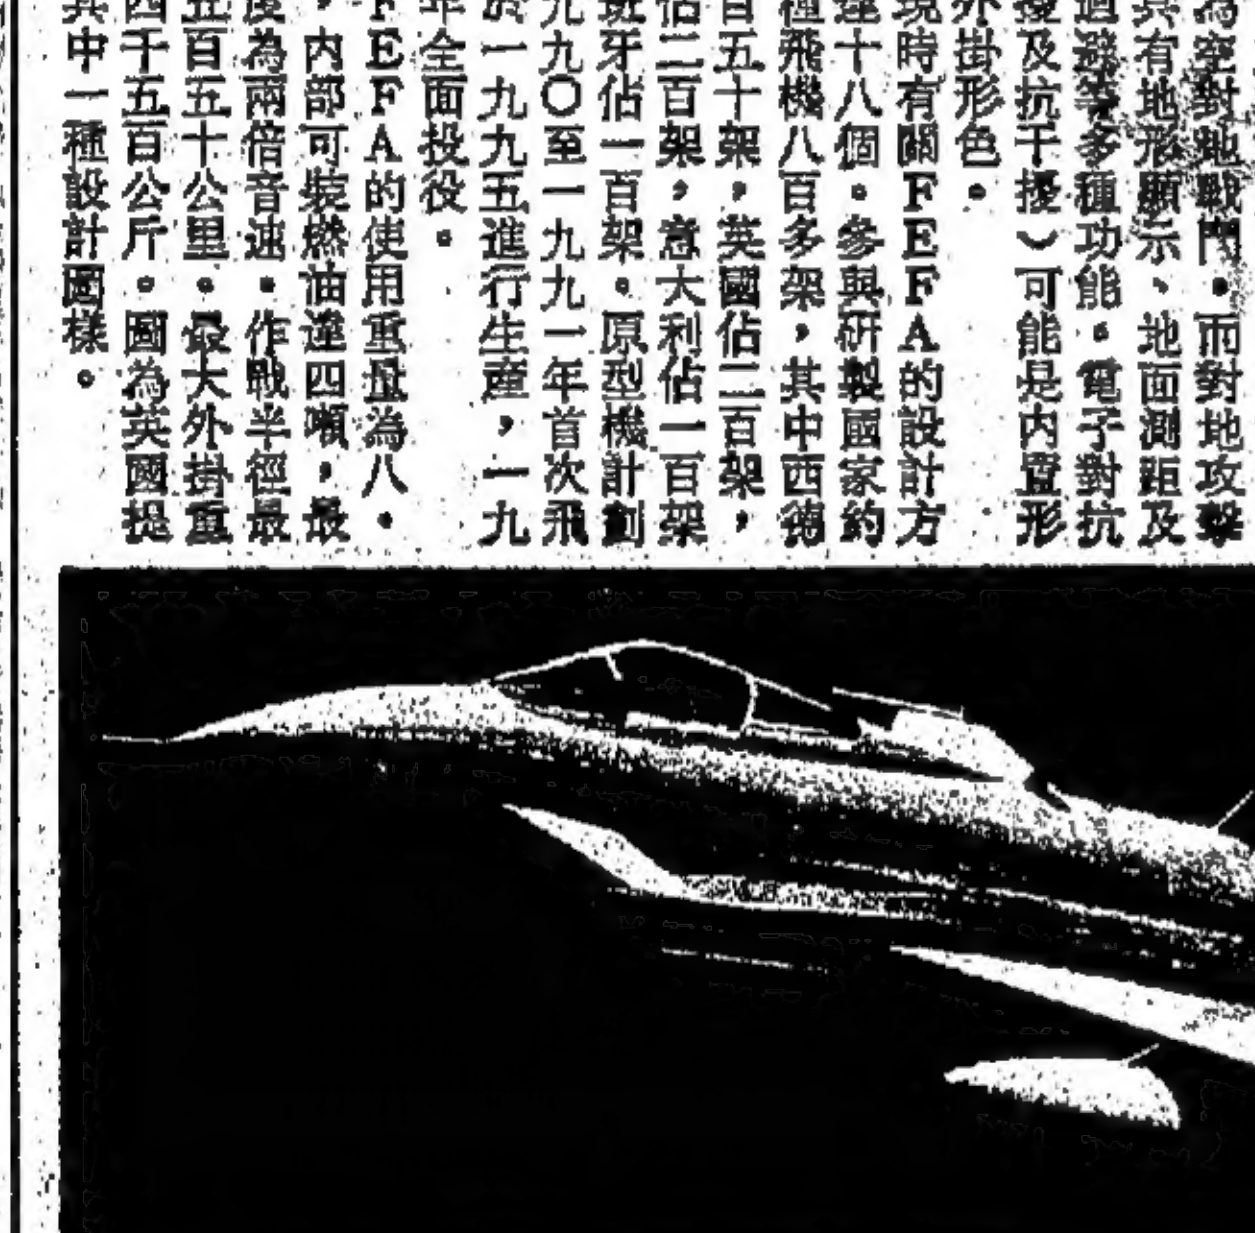 為空對地戰鬥。而對地攻擊
具有地形顯示、地面測距及
迴避等多種功能。電子對抗
擾及抗干擾）可能是內置形
外掛形色。
現時有關FEFA的設計方
達十八個。參與研製國家約
種飛機八百多架，其中西德
百五十架，英國佔二百架，
佔二百架，意大利佔一百架
班牙佔一百架。原型機計劃
九九〇至一九九一年首次飛
於一九九五進行生產，一九
年全面投役。
FEFA的使用重量為八．
，內部可裝燃油達四噸，最
度為兩倍音速。作戰半徑最
五百五十公里。最大外掛重
四千五百公斤。圖為英國提
其中一種設計圖樣。